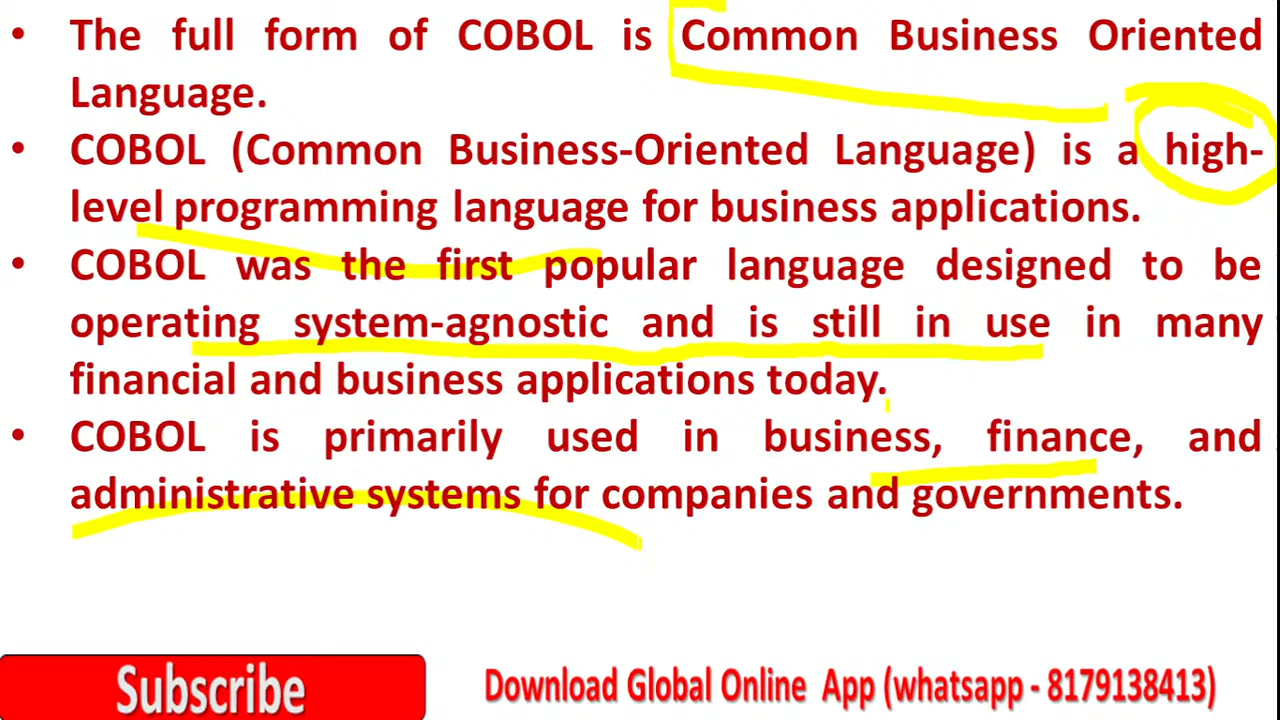 • The full form of COBOL is Common Business Oriented
Language.
• COBOL (Common Business-Oriented Language) is a high-
level programming language for business applications.
• COBOL was the first popular language designed to be
operating system-agnostic and is still in use in many
financial and business applications today.
• COBOL is primarily used in business, finance, and
administrative systems for companies and governments.
Subscribe
Download Global Online App (whatsapp - 8179138413)